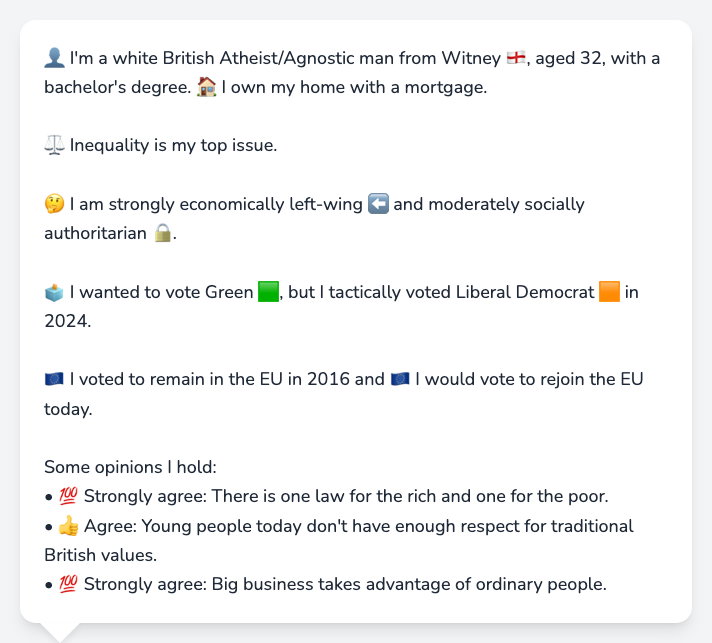 👤 I'm a white British Atheist/Agnostic man from Witney 🏴󠁧󠁢󠁥󠁮󠁧󠁿, aged 32, with a
bachelor's degree. 🏠 I own my home with a mortgage.
⚖️ Inequality is my top issue.
🤔 I am strongly economically left-wing ⬅️ and moderately socially
authoritarian 🔒.
🗳️ I wanted to vote Green 🟩, but I tactically voted Liberal Democrat 🟧 in
2024.
🇪🇺 I voted to remain in the EU in 2016 and 🇪🇺 I would vote to rejoin the EU
today.
Some opinions I hold:
• 💯 Strongly agree: There is one law for the rich and one for the poor.
• 👍 Agree: Young people today don't have enough respect for traditional
British values.
• 💯 Strongly agree: Big business takes advantage of ordinary people.